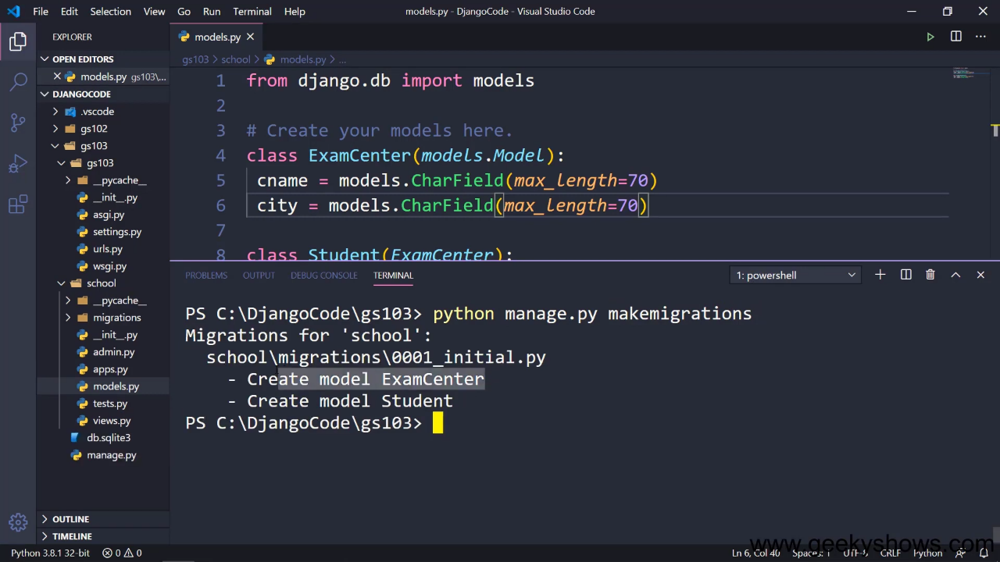 File Edit Selection View Go Run Terminal Help models.py - DjangoCode - Visual Studio Code
EXPLORER
OPEN EDITORS
models.py gs103\...
DJANGOCODE
.vscode
gs102
gs103
gs103
__pycache__
__init__.py
asgi.py
settings.py
urls.py
wsgi.py
school
__pycache__
migrations
__init__.py
admin.py
apps.py
models.py
tests.py
views.py
db.sqlite3
manage.py
OUTLINE
TIMELINE
models.py
gs103 > school > models.py > ...
1 from django.db import models
2
3 # Create your models here.
4 class ExamCenter(models.Model):
5 cname = models.CharField(max_length=70)
6 city = models.CharField(max_length=70)
7
8 class Student(ExamCenter):
PROBLEMS OUTPUT DEBUG CONSOLE TERMINAL 1: powershell
PS C:\DjangoCode\gs103> python manage.py makemigrations
Migrations for 'school':
school\migrations\0001_initial.py
- Create model ExamCenter
- Create model Student
PS C:\DjangoCode\gs103>
www.geekyshows.com
Python 3.8.1 32-bit 0 0 Ln 6, Col 40 Spaces: 1 UTF-8 CRLF Python